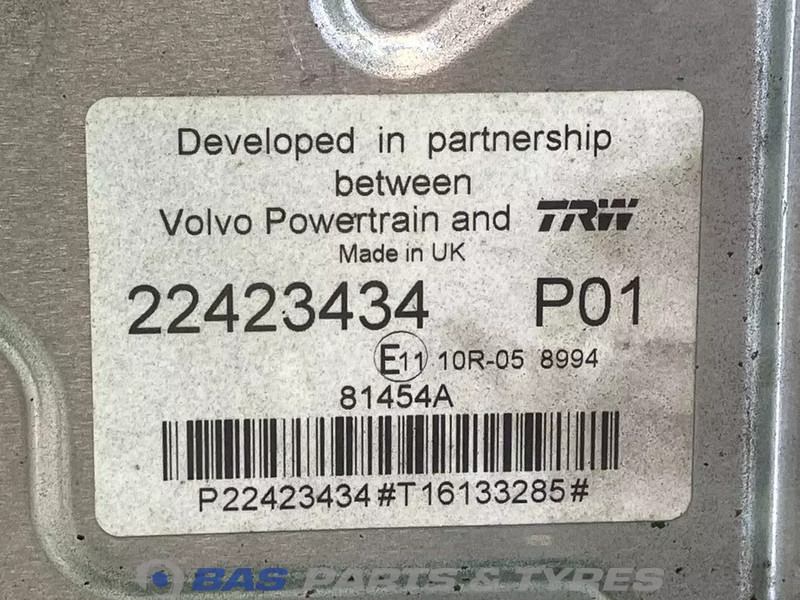 Developed in partnership
between
Volvo Powertrain and TRW
Made in UK
22423434 P01
E11 10R-05 8994
81454A
P22423434#T16133285#
BAS PARTS & TYRES